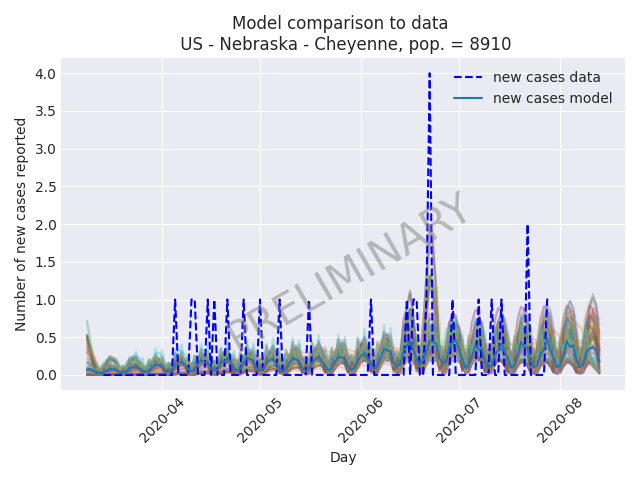 Model comparison to data
US - Nebraska - Cheyenne, pop. = 8910
Number of new cases reported
4.0
3.5
3.0
2.5
2.0
1.5
1.0
0.5
0.0
new cases data
new cases model
PRELIMINARY
2020-04
2020-05
2020-06
2020-07
2020-08
Day